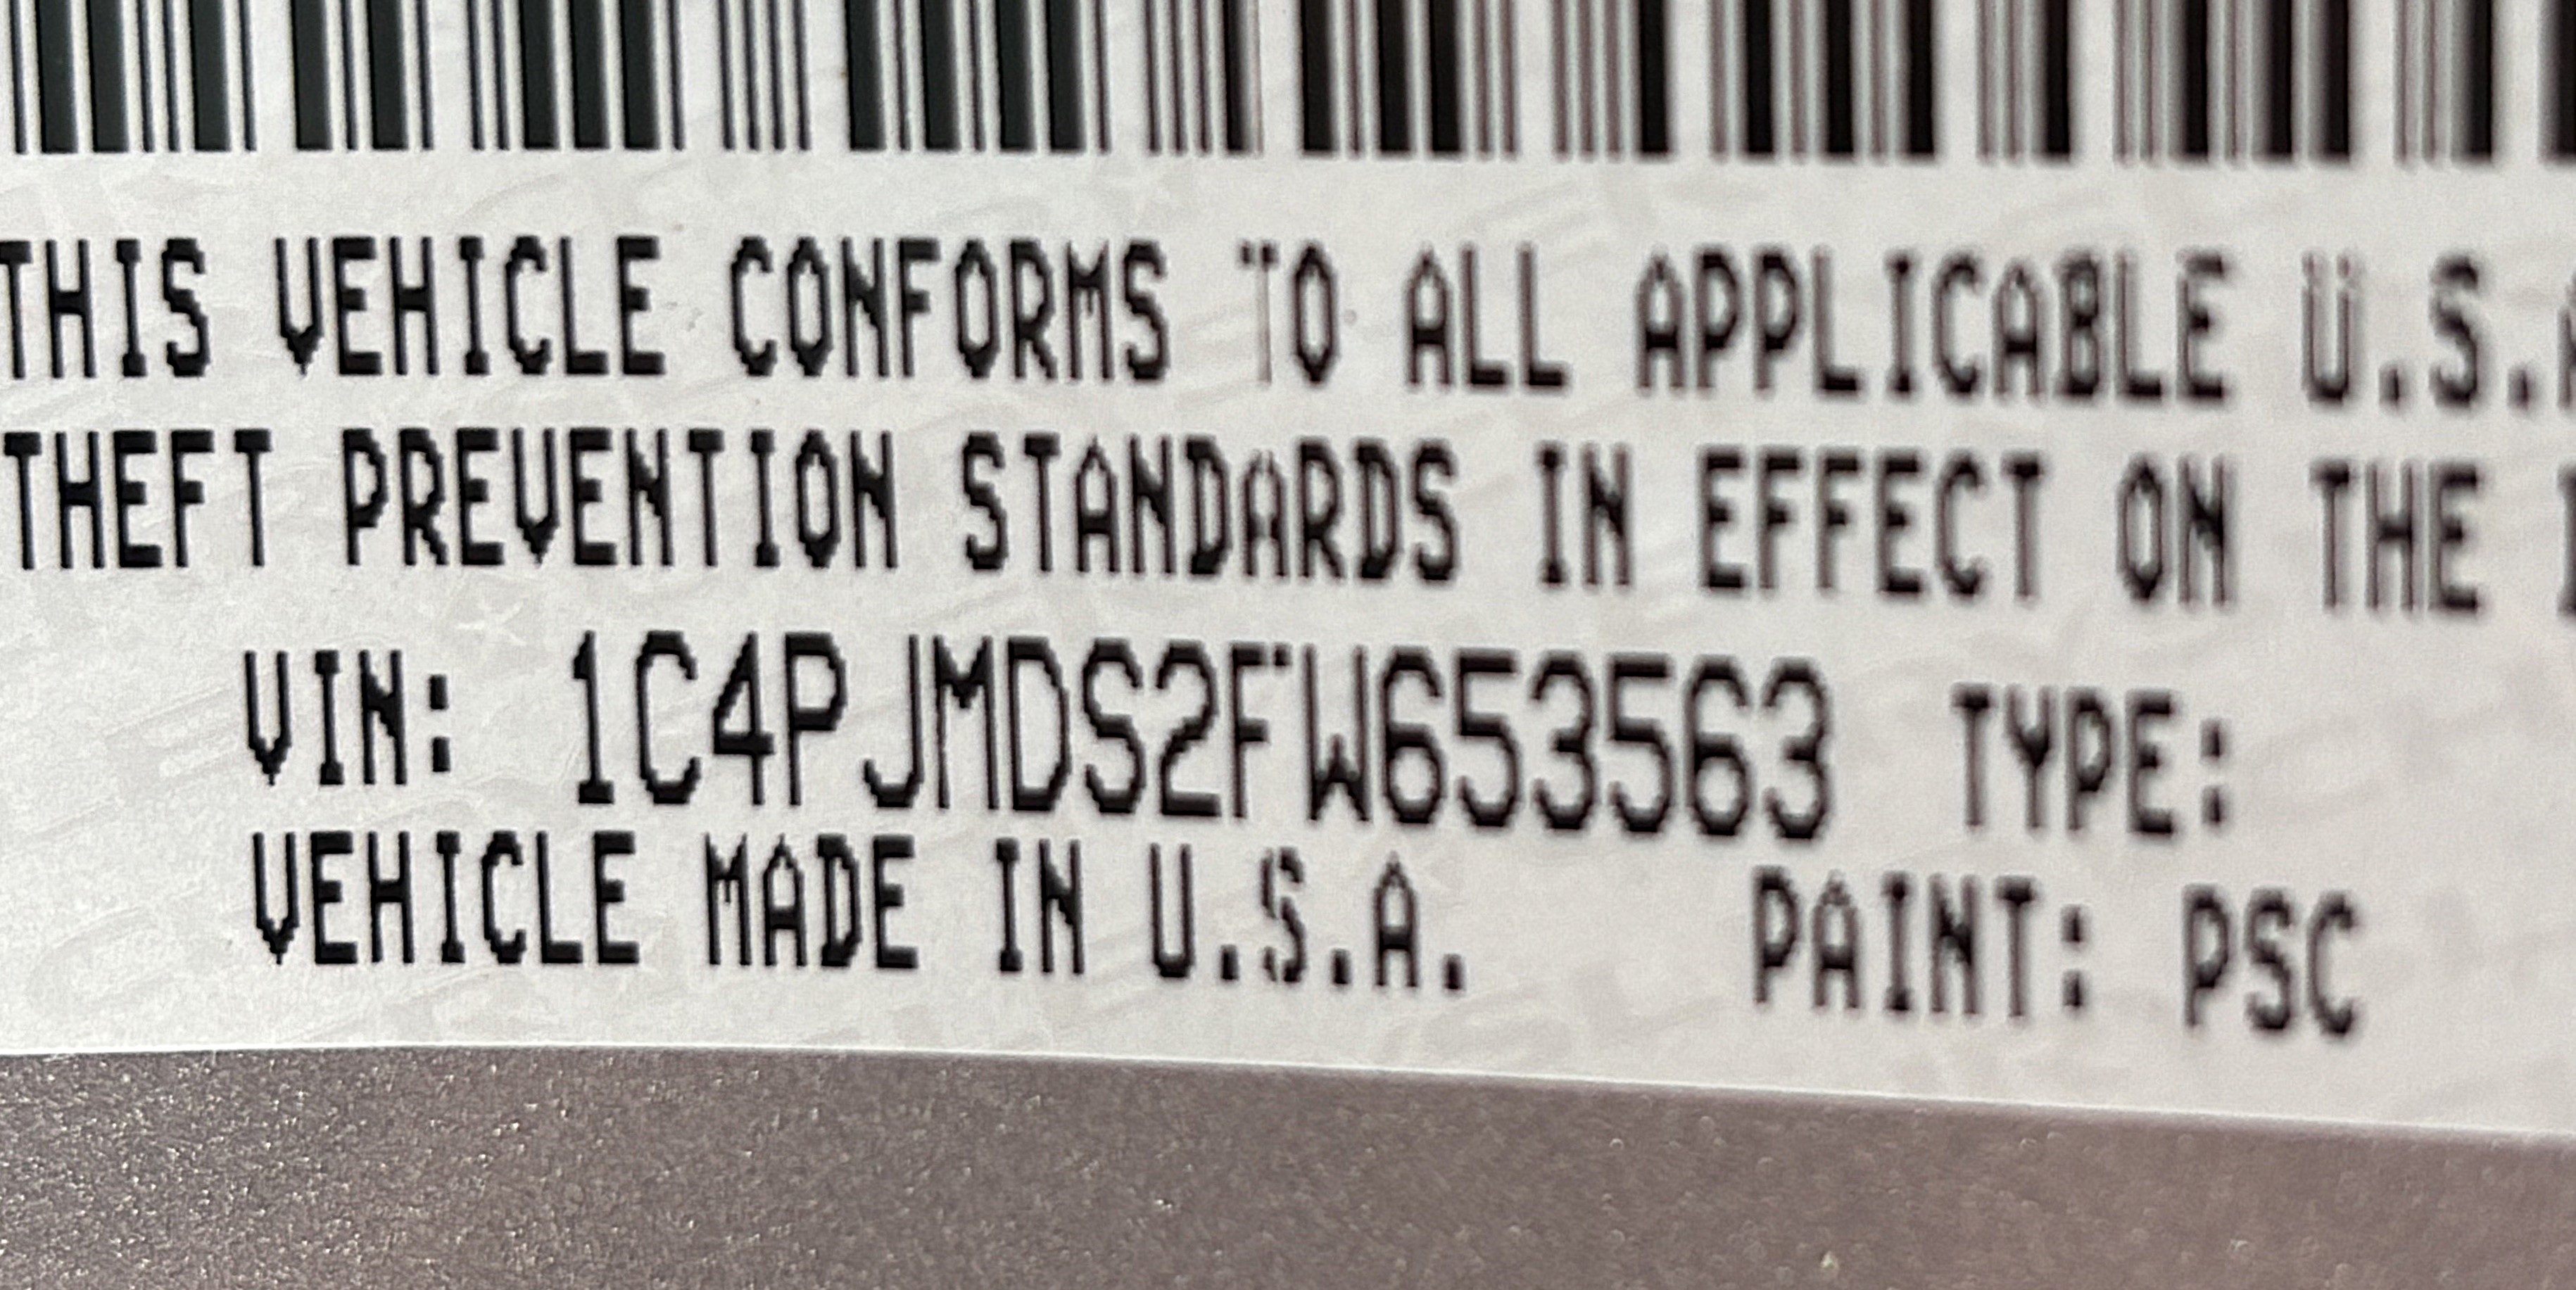 THIS VEHICLE CONFORMS TO ALL APPLICABLE U.S.A
THEFT PREVENTION STANDARDS IN EFFECT ON THE
VIN: 1C4PJMDS2FW653563 TYPE:
VEHICLE MADE IN U.S.A. PAINT: PSC